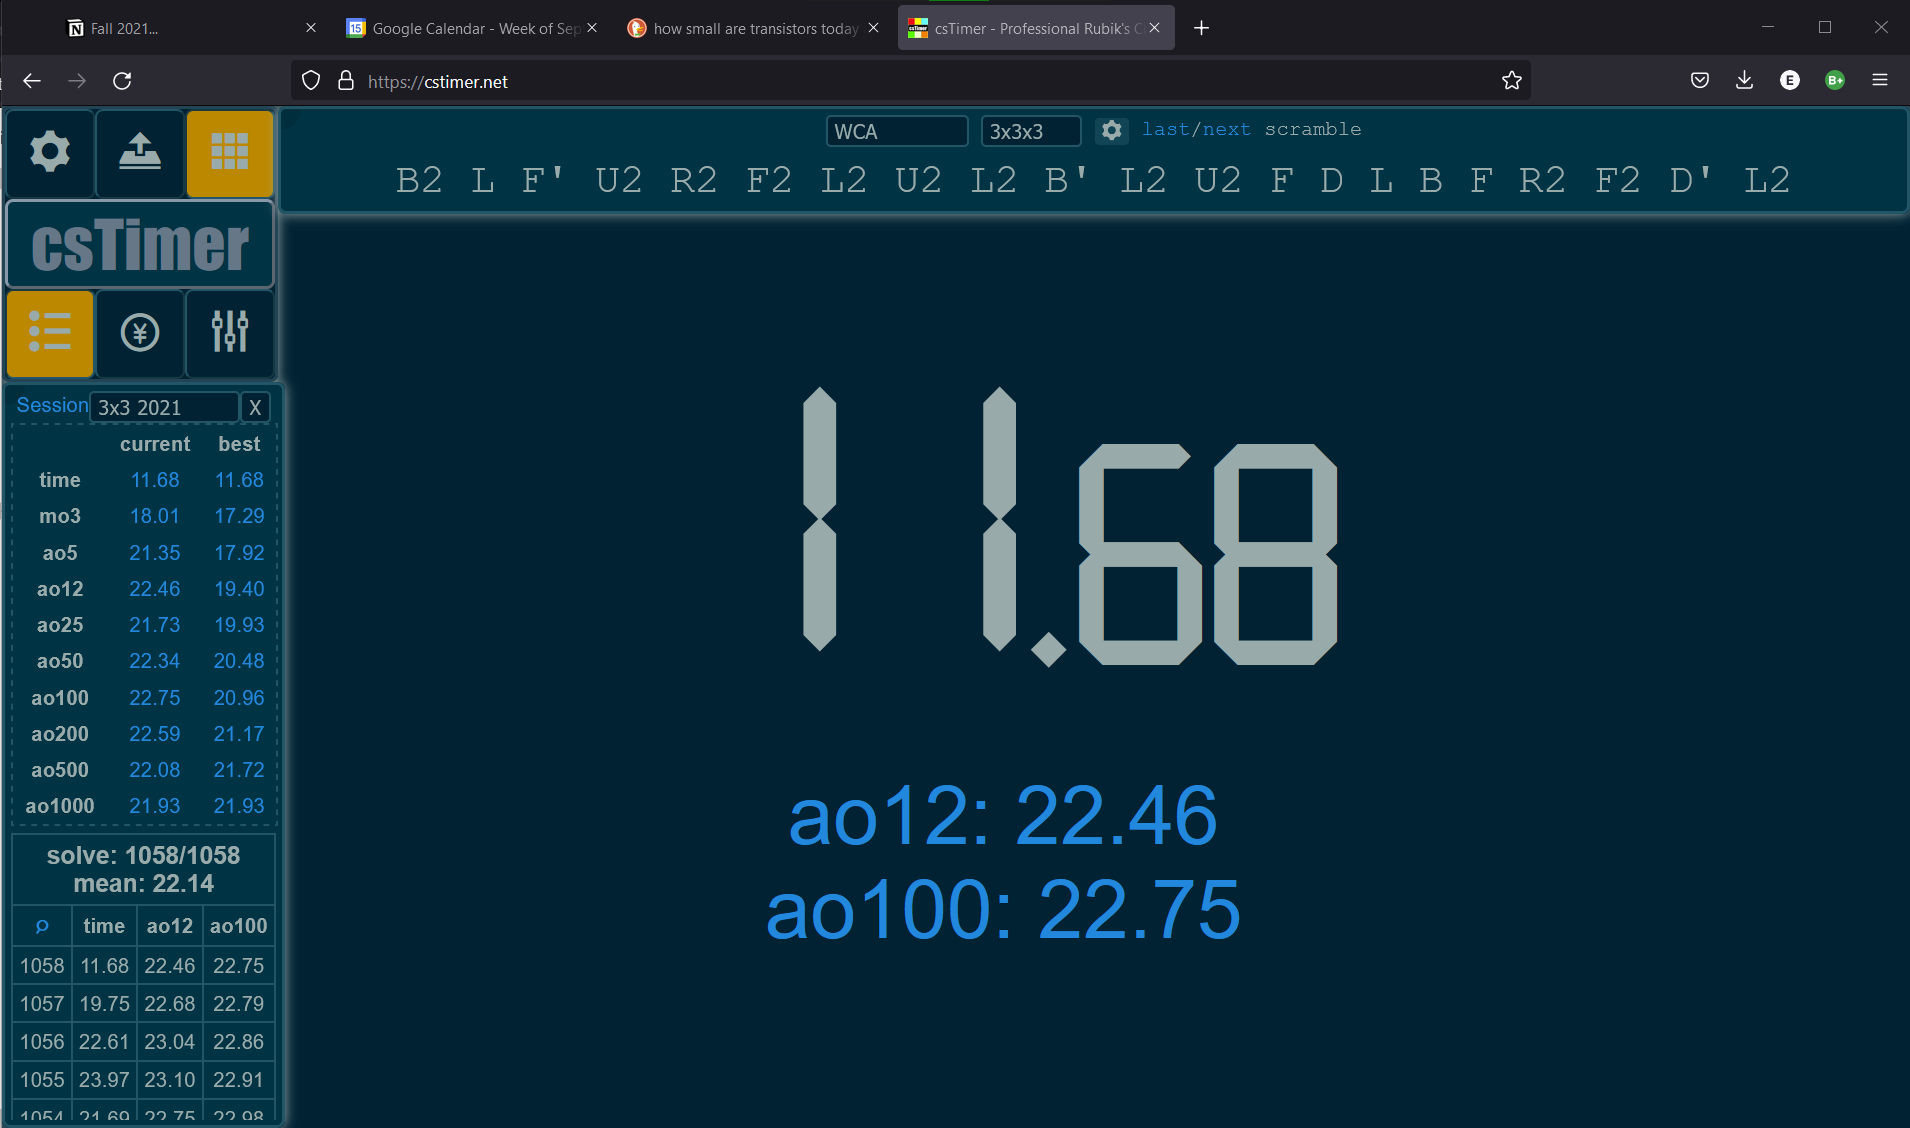 Fall 2021...
Google Calendar - Week of Sep
how small are transistors today
csTimer - Professional Rubik's C
https://cstimer.net
E
B+
WCA 3x3x3 last/next scramble
B2 L F' U2 R2 F2 L2 U2 L2 B' L2 U2 F D L B F R2 F2 D' L2
csTimer
Session 3x3 2021 X
current best
time 11.68 11.68
mo3 18.01 17.29
ao5 21.35 17.92
ao12 22.46 19.40
ao25 21.73 19.93
ao50 22.34 20.48
ao100 22.75 20.96
ao200 22.59 21.17
ao500 22.08 21.72
ao1000 21.93 21.93
solve: 1058/1058
mean: 22.14
time ao12 ao100
1058 11.68 22.46 22.75
1057 19.75 22.68 22.79
1056 22.61 23.04 22.86
1055 23.97 23.10 22.91
1054 21.69 22.75 22.98
11.68
ao12: 22.46
ao100: 22.75